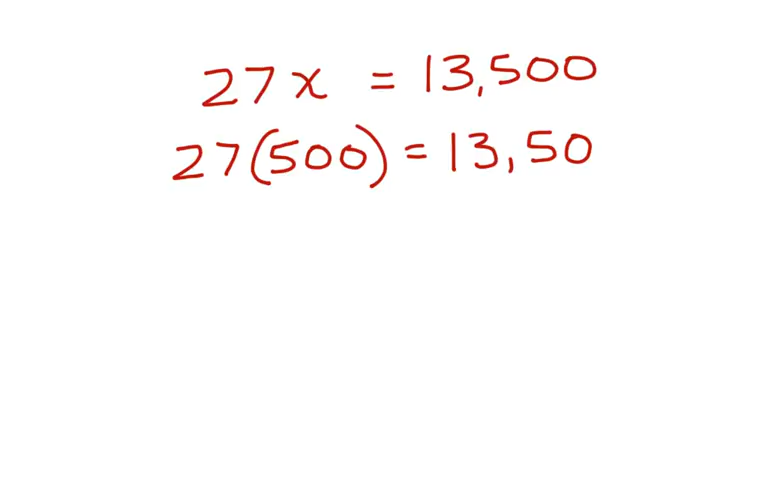 27x = 13,500
27(500) = 13,50